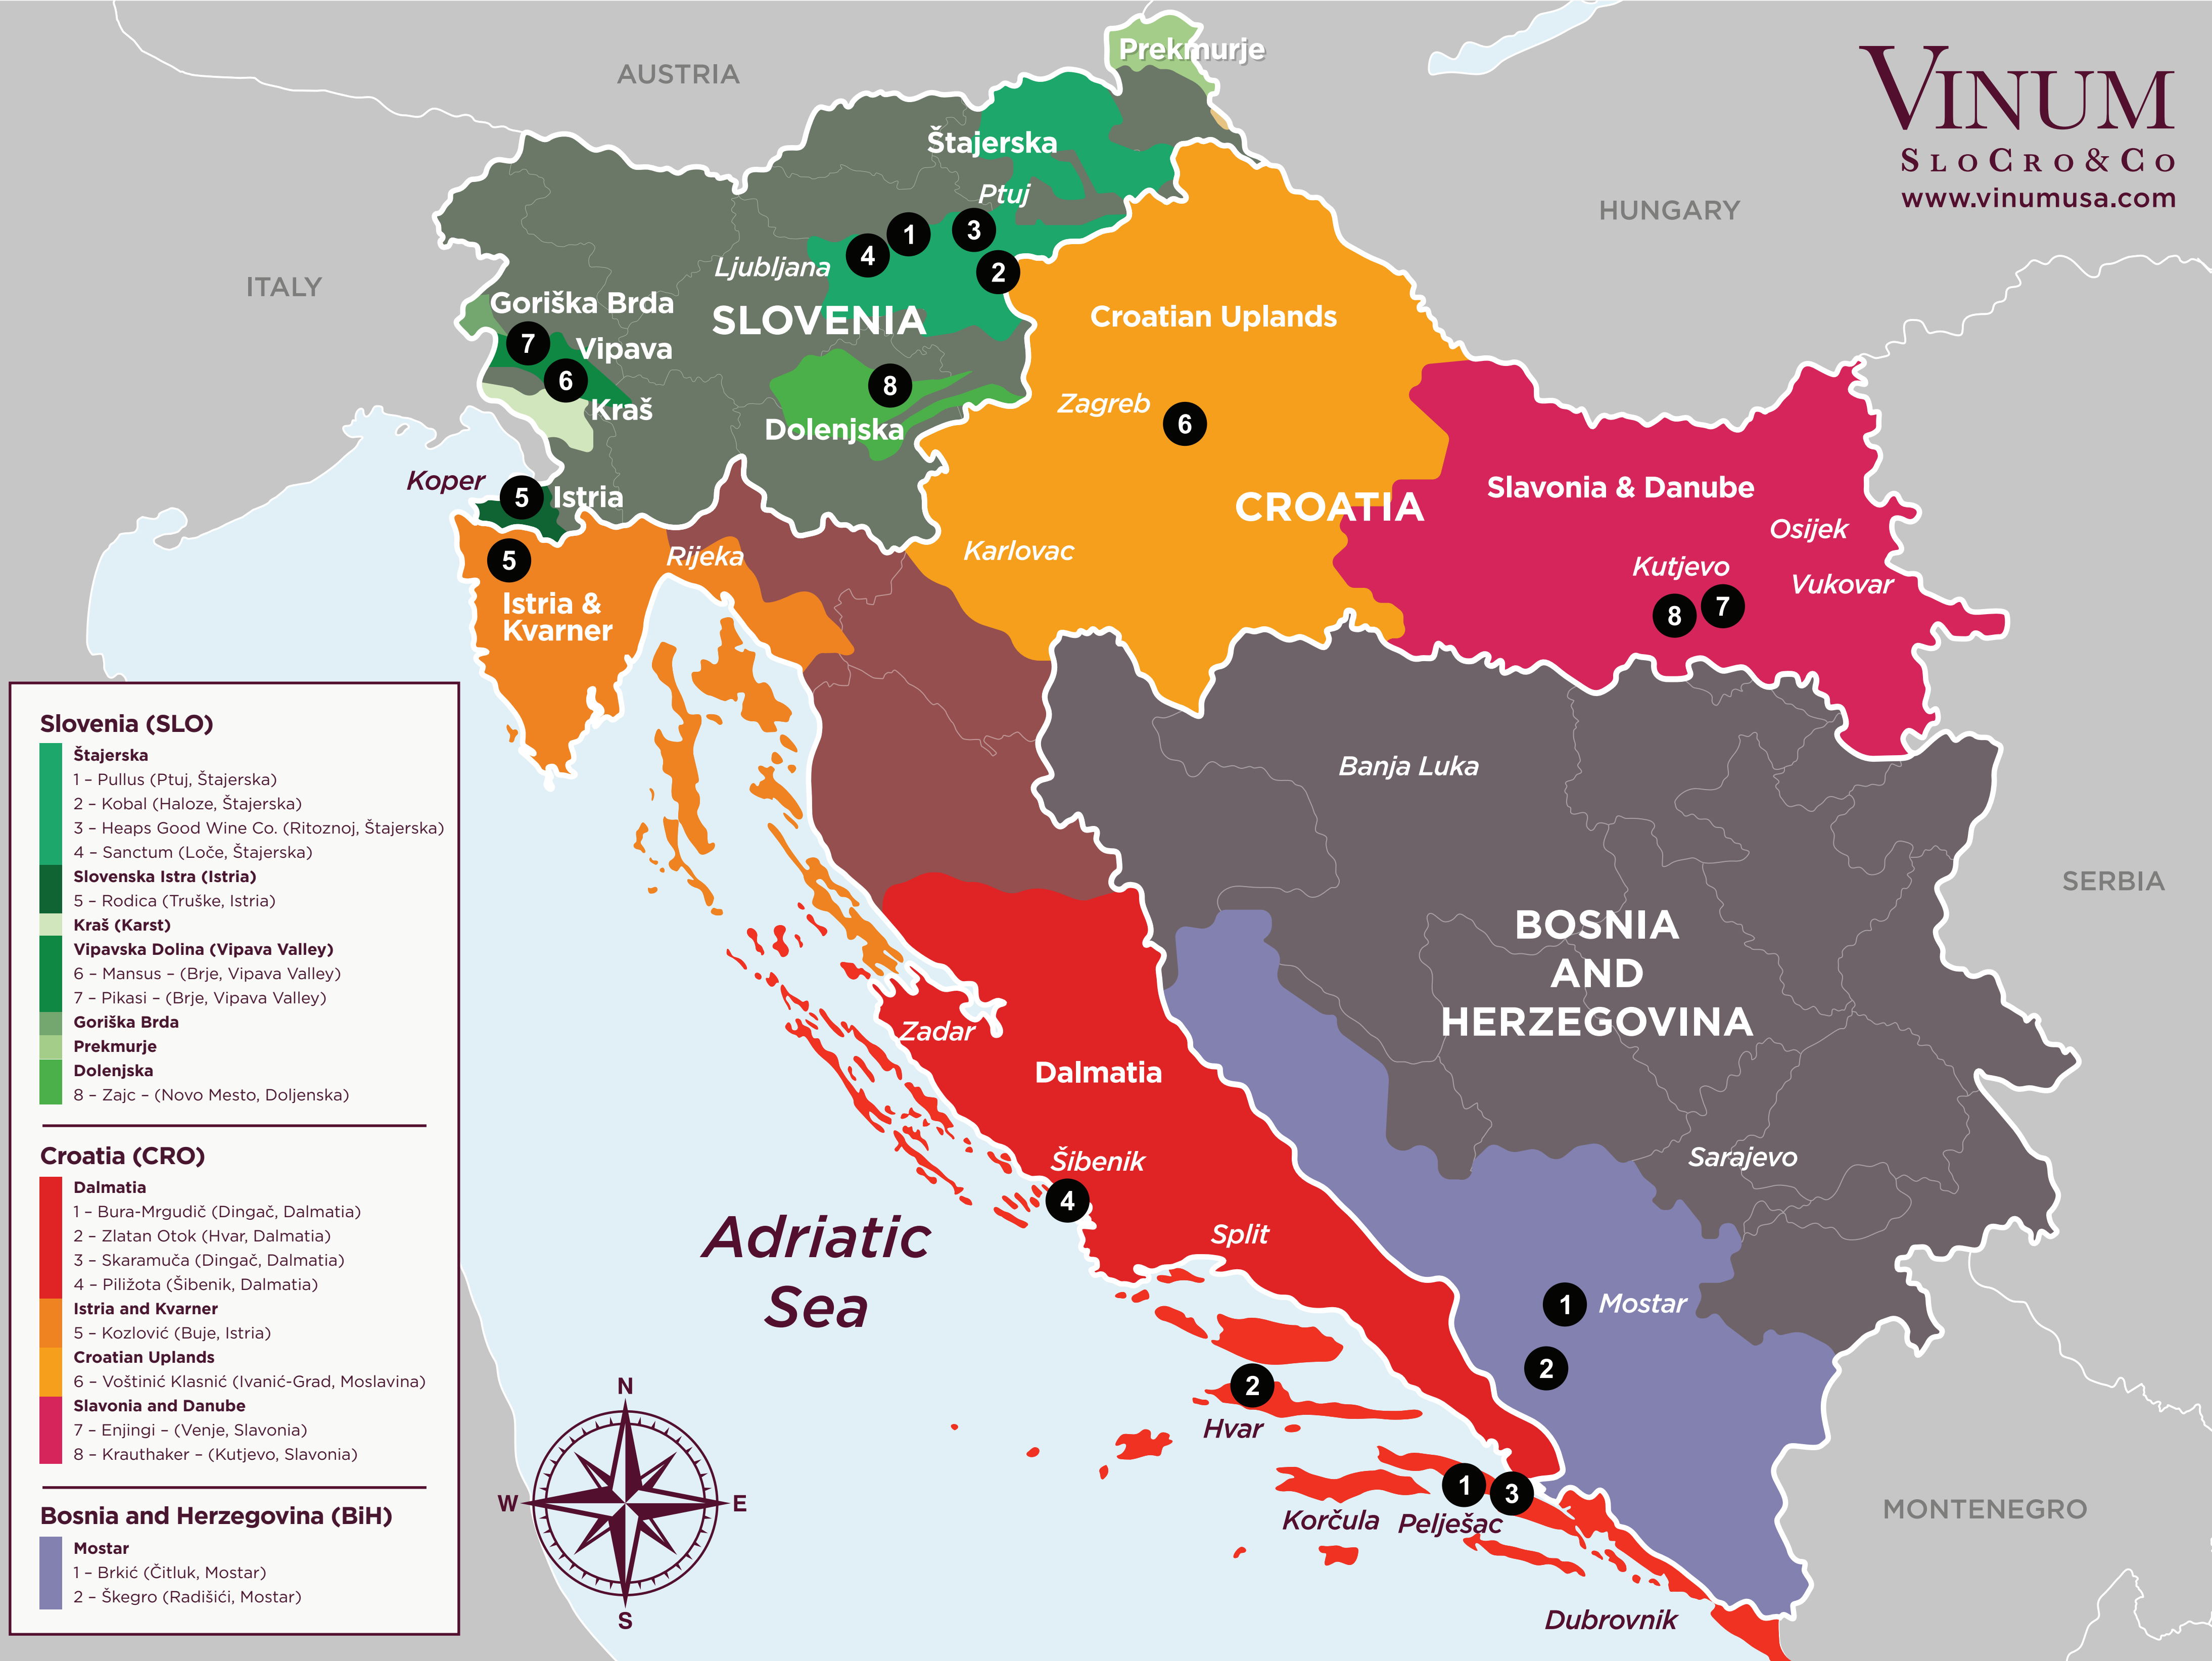 AUSTRIA
ITALY
HUNGARY
SERBIA
MONTENEGRO
VINUM
SLOCRO&CO
www.vinumusa.com
Prekmurje
Štajerska
Ptuj
1
3
4
2
Ljubljana
SLOVENIA
Goriška Brda
7
Vipava
6
Kraš
8
Dolenjska
Koper
5
Istria
5
Istria &
Kvarner
Rijeka
Croatian Uplands
Zagreb
6
CROATIA
Karlovac
Slavonia & Danube
Osijek
Kutjevo
Vukovar
8
7
Banja Luka
BOSNIA
AND
HERZEGOVINA
Sarajevo
Zadar
Dalmatia
Šibenik
4
Split
Adriatic
Sea
1
Mostar
2
2
Hvar
1
3
Korčula
Pelješac
Dubrovnik
N
W
E
S
Slovenia (SLO)
Štajerska
1 – Pullus (Ptuj, Štajerska)
2 – Kobal (Haloze, Štajerska)
3 – Heaps Good Wine Co. (Ritoznoj, Štajerska)
4 – Sanctum (Loče, Štajerska)
Slovenska Istra (Istria)
5 – Rodica (Truške, Istria)
Kraš (Karst)
Vipavska Dolina (Vipava Valley)
6 – Mansus – (Brje, Vipava Valley)
7 – Pikasi – (Brje, Vipava Valley)
Goriška Brda
Prekmurje
Dolenjska
8 – Zajc – (Novo Mesto, Doljenska)
Croatia (CRO)
Dalmatia
1 – Bura-Mrgudič (Dingač, Dalmatia)
2 – Zlatan Otok (Hvar, Dalmatia)
3 – Skaramuča (Dingač, Dalmatia)
4 – Piližota (Šibenik, Dalmatia)
Istria and Kvarner
5 – Kozlović (Buje, Istria)
Croatian Uplands
6 – Voštinić Klasnić (Ivanić-Grad, Moslavina)
Slavonia and Danube
7 – Enjingi – (Venje, Slavonia)
8 – Krauthaker – (Kutjevo, Slavonia)
Bosnia and Herzegovina (BiH)
Mostar
1 – Brkić (Čitluk, Mostar)
2 – Škegro (Radišići, Mostar)